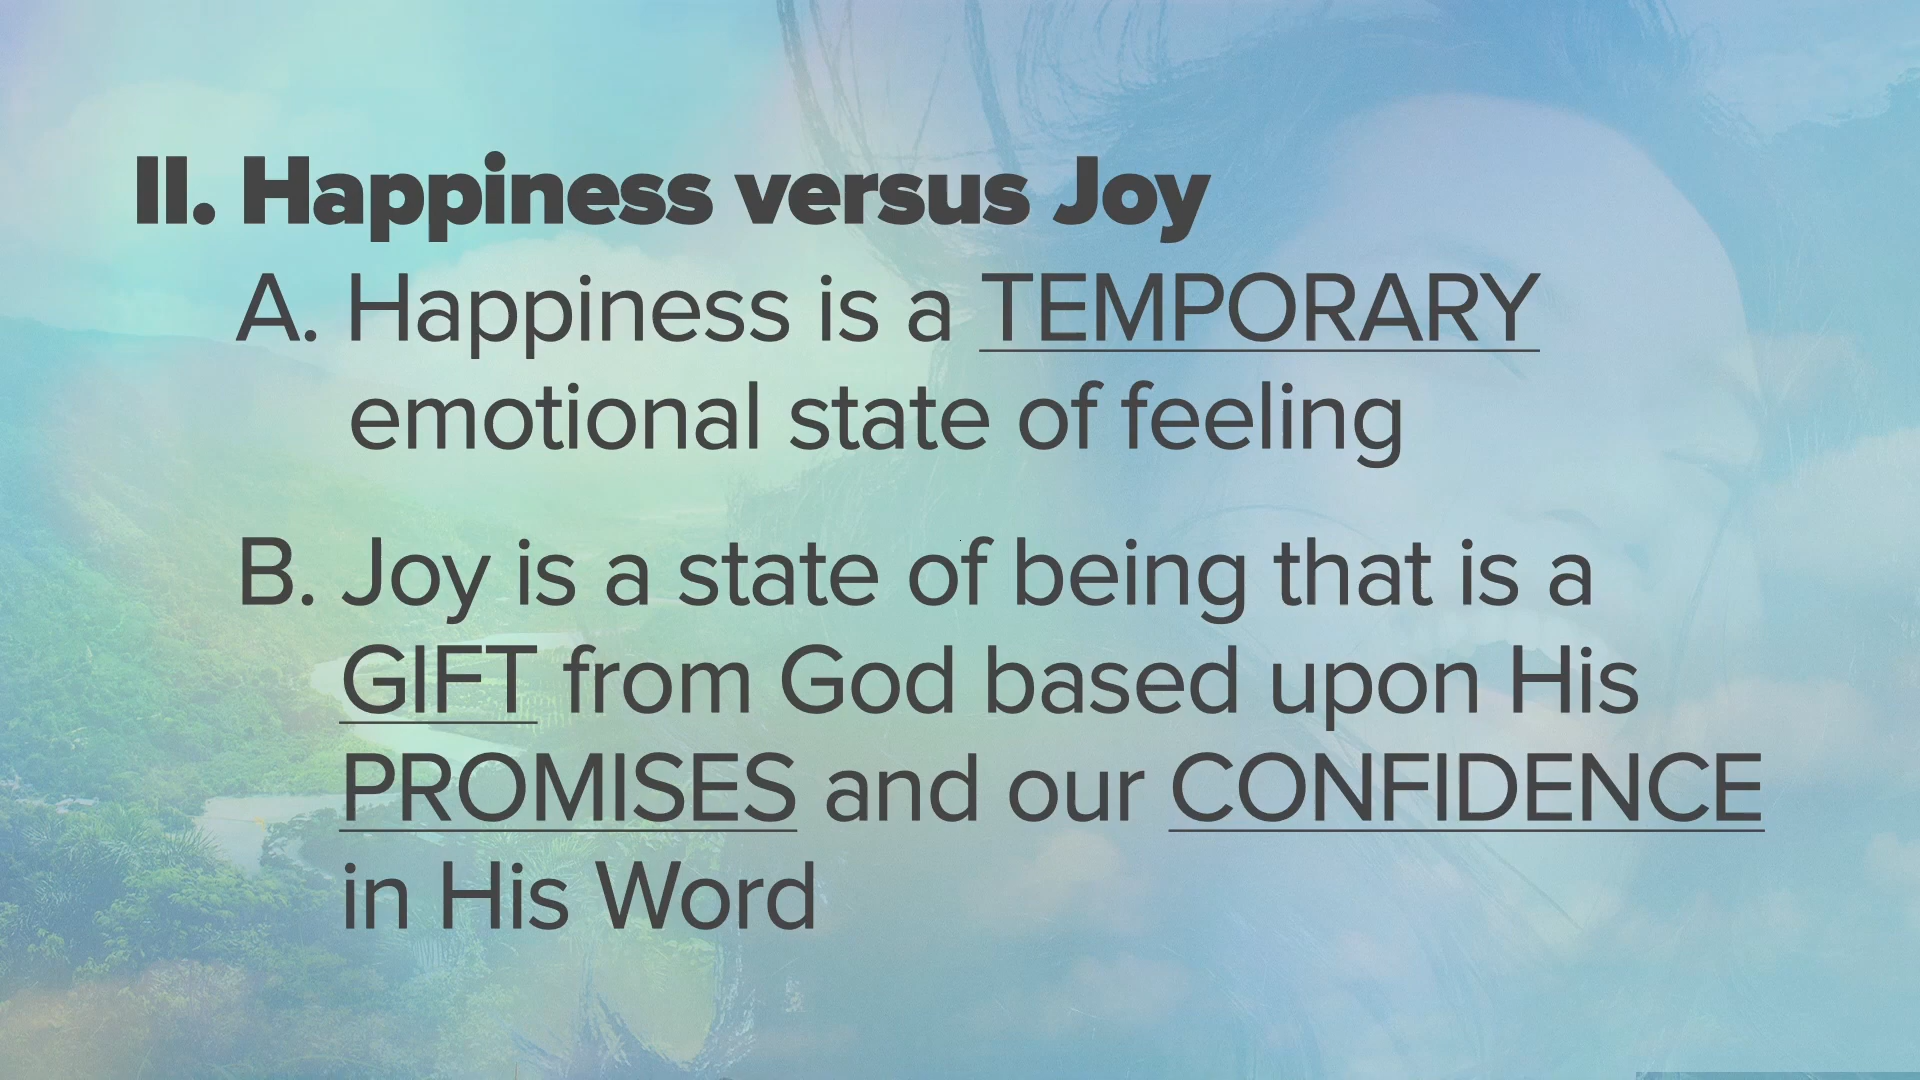 II. Happiness versus Joy
A. Happiness is a TEMPORARY
emotional state of feeling
B. Joy is a state of being that is a
GIFT from God based upon His
PROMISES and our CONFIDENCE
in His Word